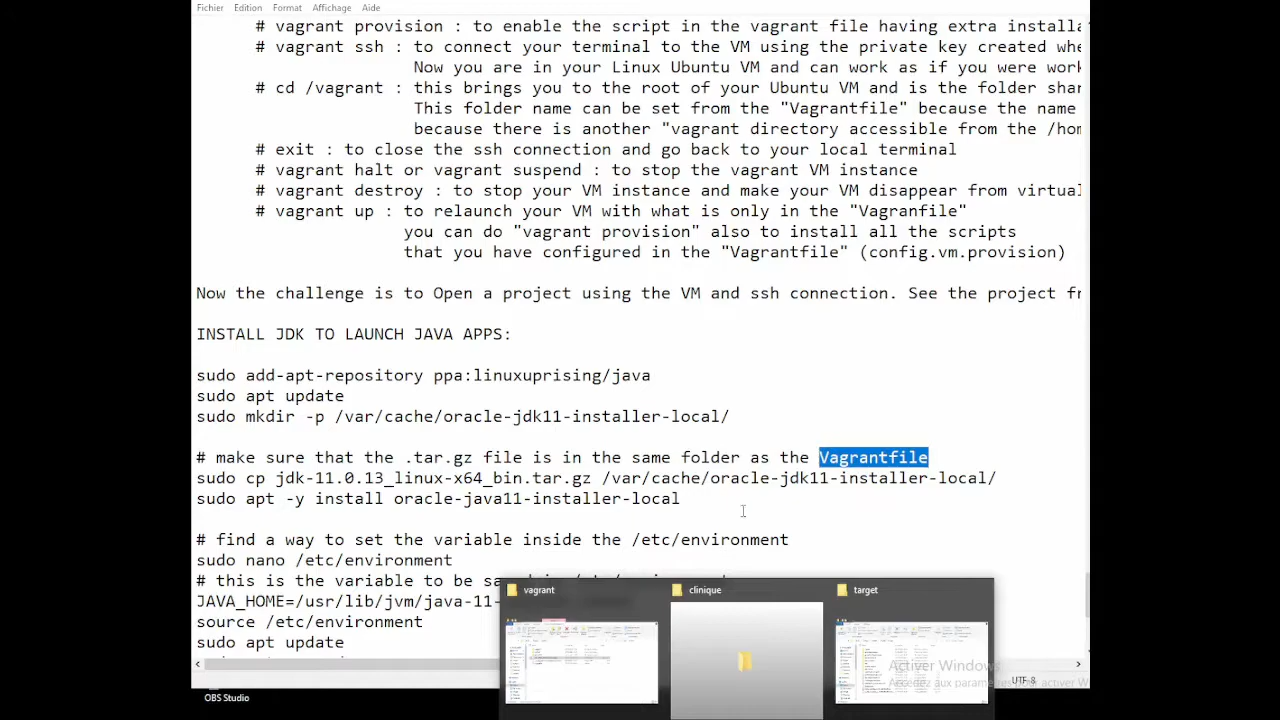 Fichier Edition Format Affichage Aide
# vagrant provision : to enable the script in the vagrant file having extra installa
# vagrant ssh : to connect your terminal to the VM using the private key created whe
Now you are in your Linux Ubuntu VM and can work as if you were work
# cd /vagrant : this brings you to the root of your Ubuntu VM and is the folder shar
This folder name can be set from the "Vagrantfile" because the name
because there is another "vagrant directory accessible from the /hom
# exit : to close the ssh connection and go back to your local terminal
# vagrant halt or vagrant suspend : to stop the vagrant VM instance
# vagrant destroy : to stop your VM instance and make your VM disappear from virtual
# vagrant up : to relaunch your VM with what is only in the "Vagranfile"
you can do "vagrant provision" also to install all the scripts
that you have configured in the "Vagrantfile" (config.vm.provision)
Now the challenge is to Open a project using the VM and ssh connection. See the project fr
INSTALL JDK TO LAUNCH JAVA APPS:
sudo add-apt-repository ppa:linuxuprising/java
sudo apt update
sudo mkdir -p /var/cache/oracle-jdk11-installer-local/
# make sure that the .tar.gz file is in the same folder as the Vagrantfile
sudo cp jdk-11.0.13_linux-x64_bin.tar.gz /var/cache/oracle-jdk11-installer-local/
sudo apt -y install oracle-java11-installer-local
# find a way to set the variable inside the /etc/environment
sudo nano /etc/environment
# this is the variable to be
JAVA_HOME=/usr/lib/jvm/java-11-
source /etc/environment
sudo apt update
vagrant clinique target
Activer Windows
UTF-8
OBS Studio